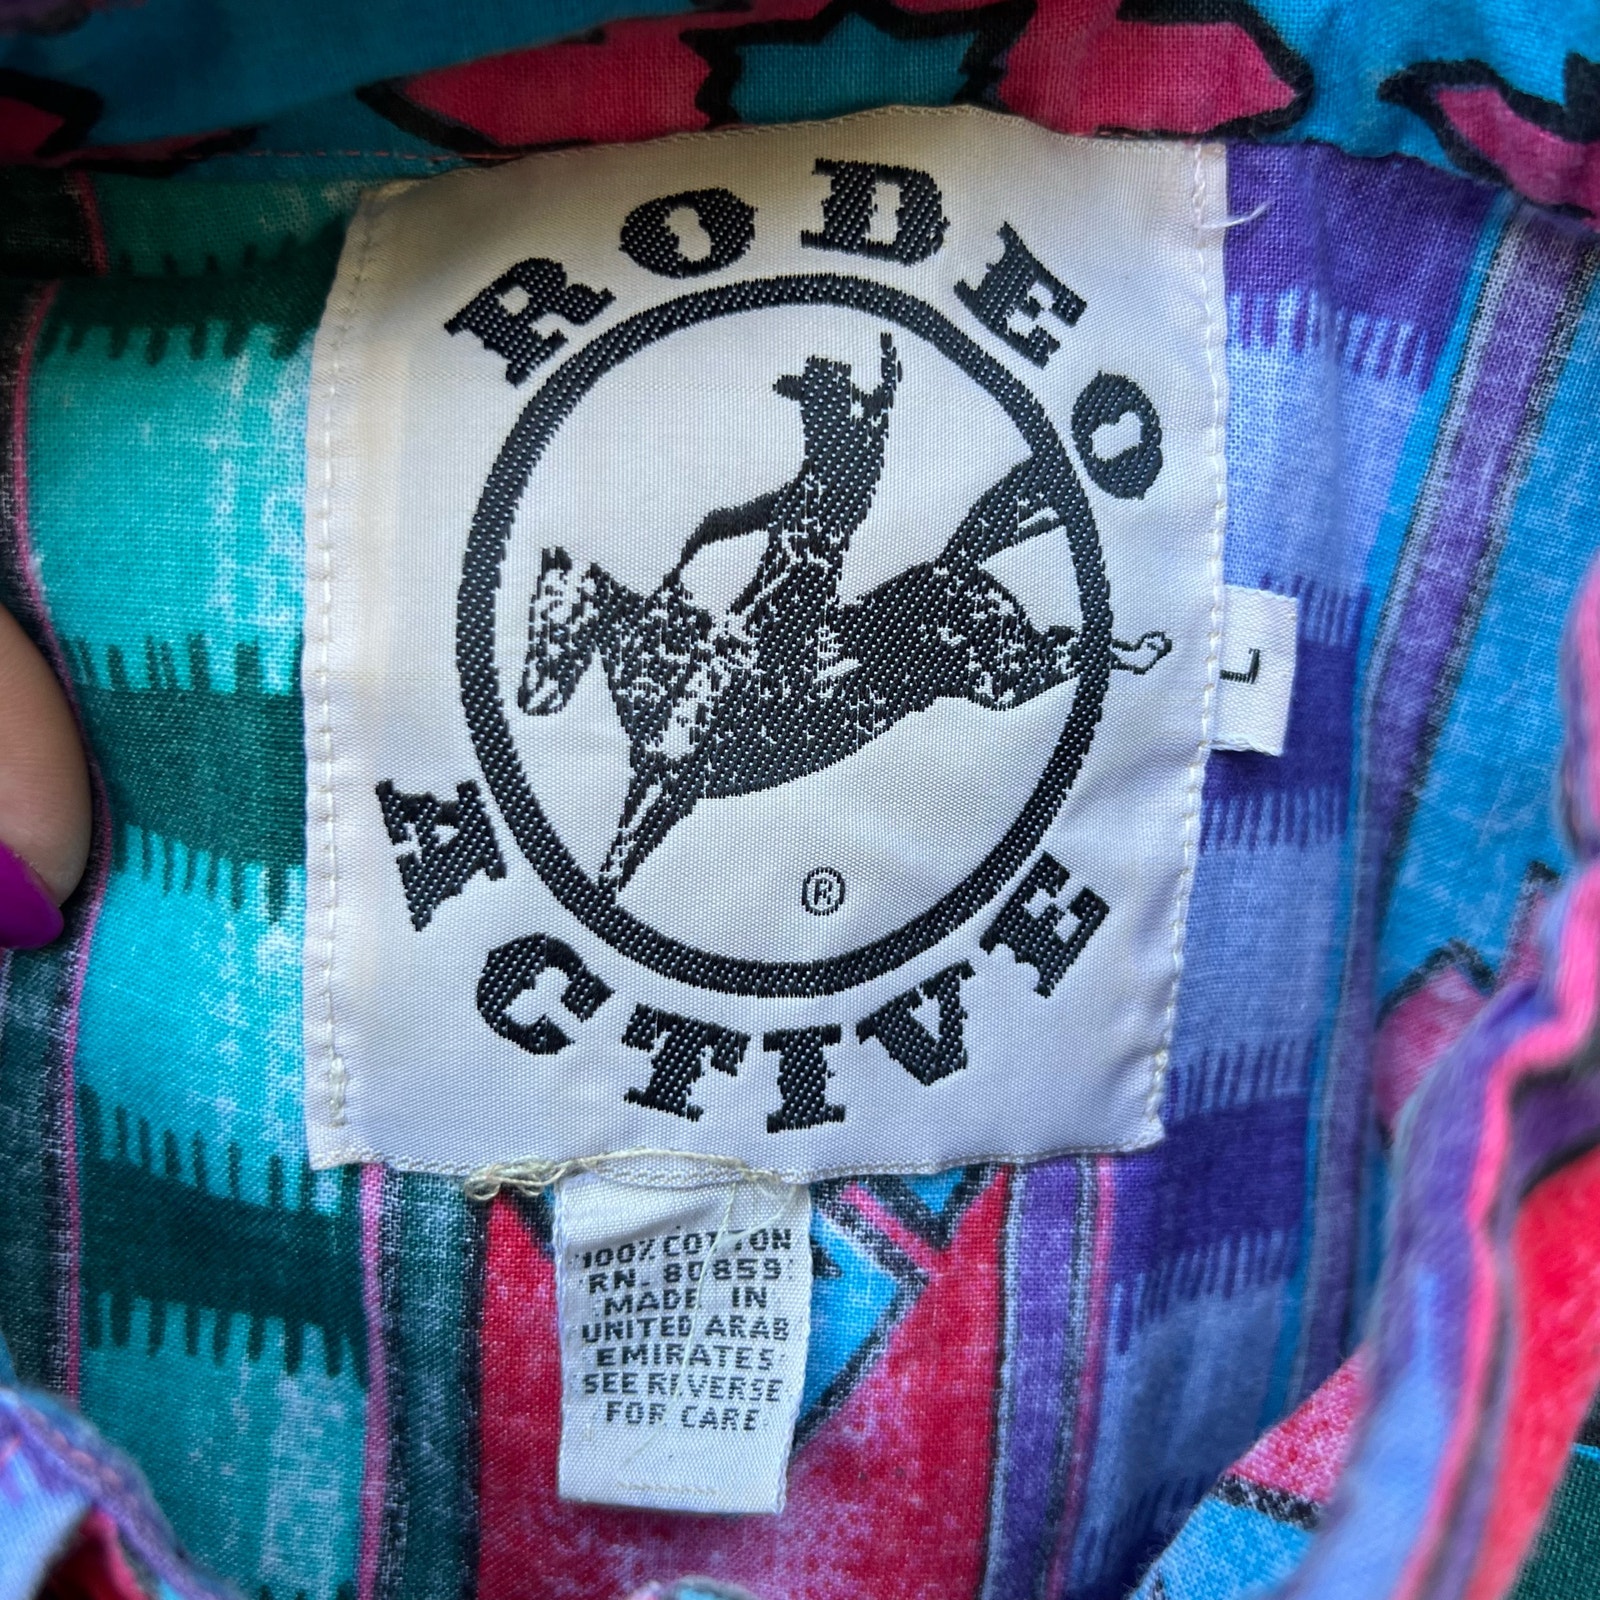 RODEO
ACTIVE
®
L
100% COTTON
RN. 80859
MADE IN
UNITED ARAB
EMIRATES
SEE REVERSE
FOR CARE